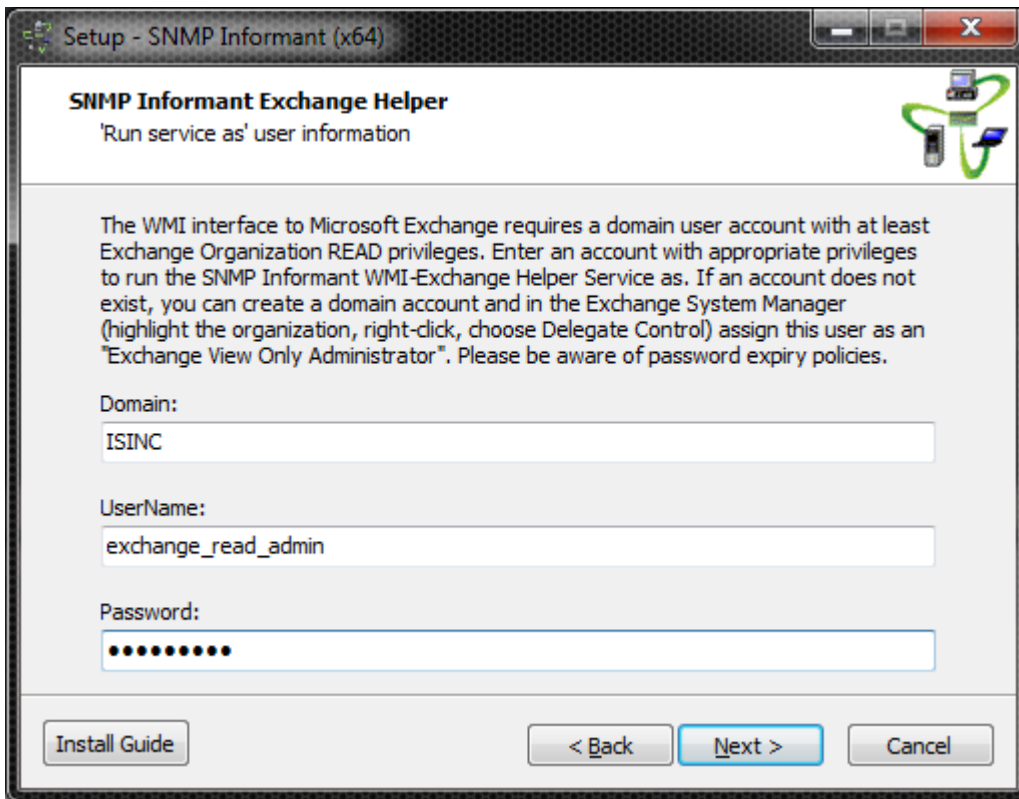 Setup - SNMP Informant (x64)
SNMP Informant Exchange Helper
'Run service as' user information
The WMI interface to Microsoft Exchange requires a domain user account with at least
Exchange Organization READ privileges. Enter an account with appropriate privileges
to run the SNMP Informant WMI-Exchange Helper Service as. If an account does not
exist, you can create a domain account and in the Exchange System Manager
(highlight the organization, right-click, choose Delegate Control) assign this user as an
"Exchange View Only Administrator". Please be aware of password expiry policies.
Domain:
ISINC
UserName:
exchange_read_admin
Password:
●●●●●●●●●
Install Guide
< Back
Next >
Cancel